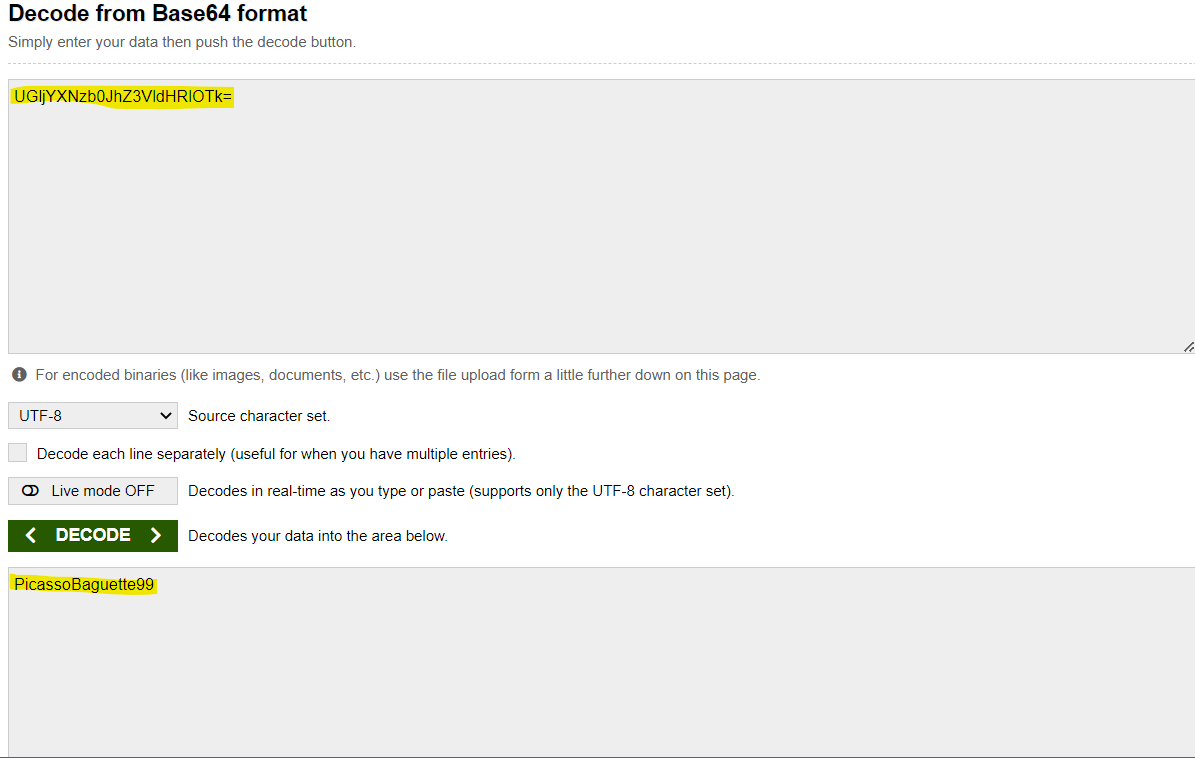 Decode from Base64 format
Simply enter your data then push the decode button.
UGljYXNzb0JhZ3VldHRlOTk=
For encoded binaries (like images, documents, etc.) use the file upload form a little further down on this page.
UTF-8 Source character set.
Decode each line separately (useful for when you have multiple entries).
Live mode OFF Decodes in real-time as you type or paste (supports only the UTF-8 character set).
DECODE Decodes your data into the area below.
PicassoBaguette99